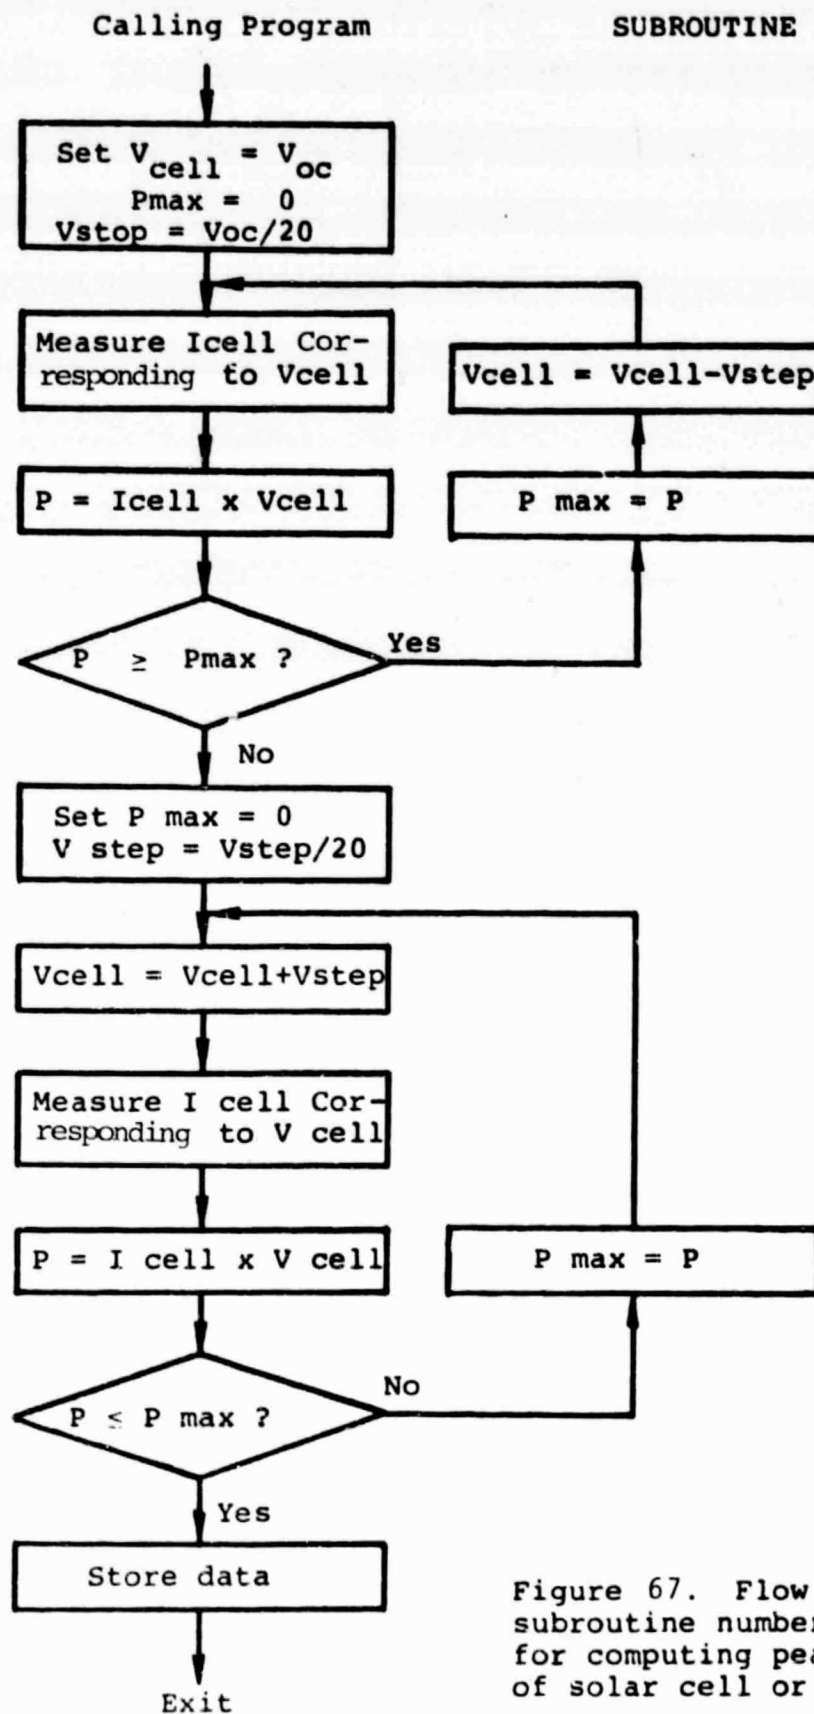 Calling Program
SUBROUTINE
Set Vcell = Voc
Pmax = 0
Vstop = Voc/20
Measure Icell Cor-
responding to Vcell
Vcell = Vcell-Vstep
P = Icell x Vcell
P max = P
P ≥ Pmax ?
Yes
No
Set P max = 0
V step = Vstep/20
Vcell = Vcell+Vstep
Measure I cell Cor-
responding to V cell
P = I cell x V cell
P max = P
P ≤ P max ?
No
Yes
Store data
Exit
Figure 67. Flow
subroutine number
for computing pea
of solar cell or